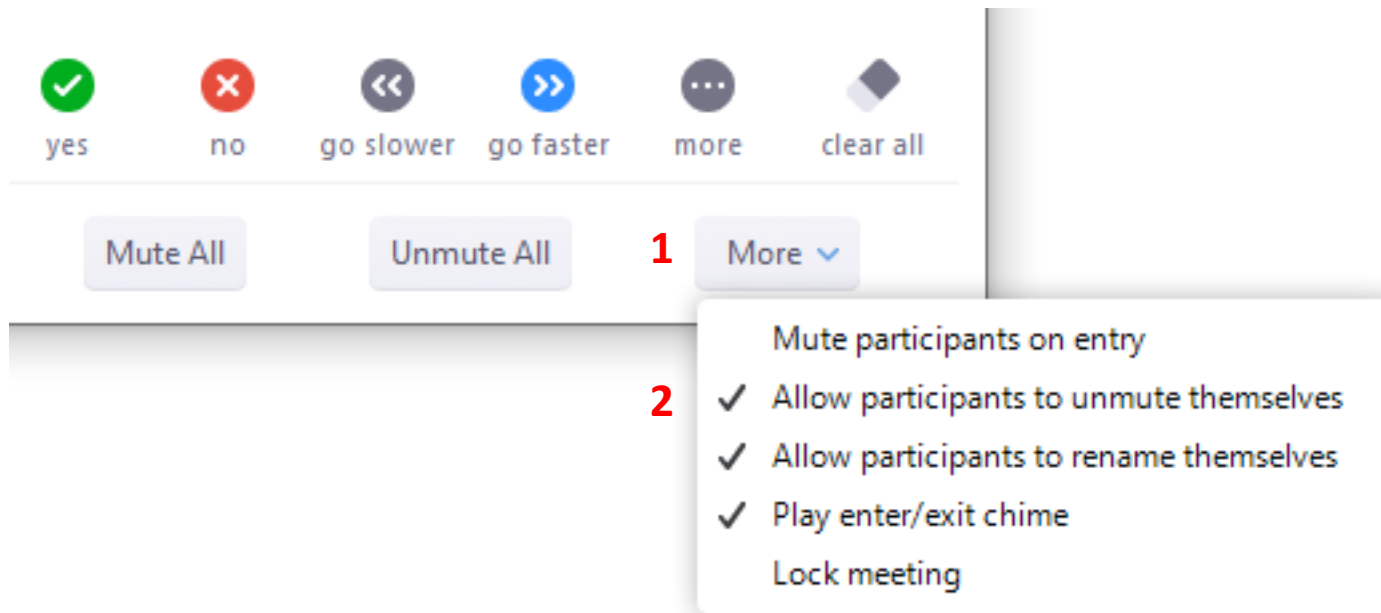 yes no go slower go faster more clear all
Mute All Unmute All 1 More
Mute participants on entry
2 Allow participants to unmute themselves
Allow participants to rename themselves
Play enter/exit chime
Lock meeting